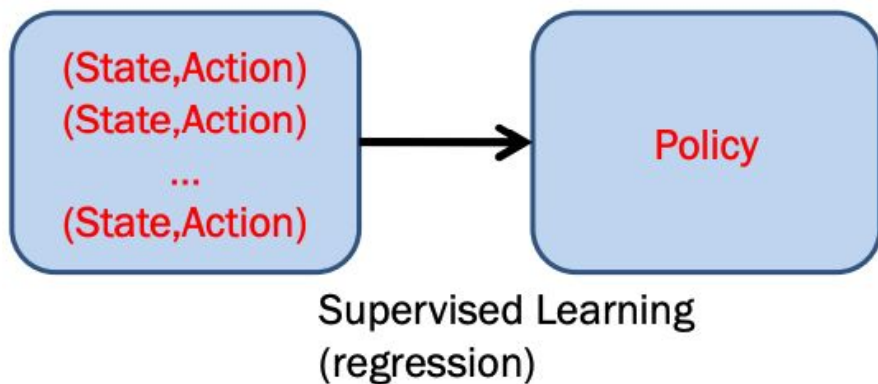 (State,Action)
(State,Action)
...
(State,Action)
Policy
Supervised Learning
(regression)